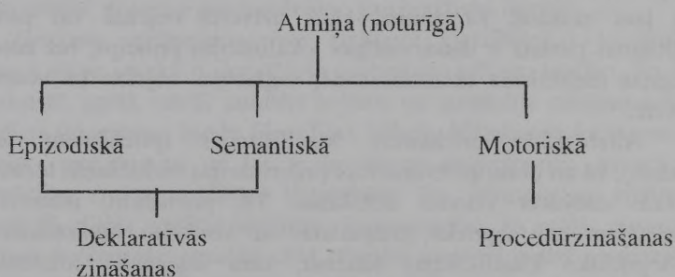 Atmiņa (noturīgā)
Epizodiskā Semantiskā Motoriskā
Deklaratīvās Procedūrzināšanas
zināšanas